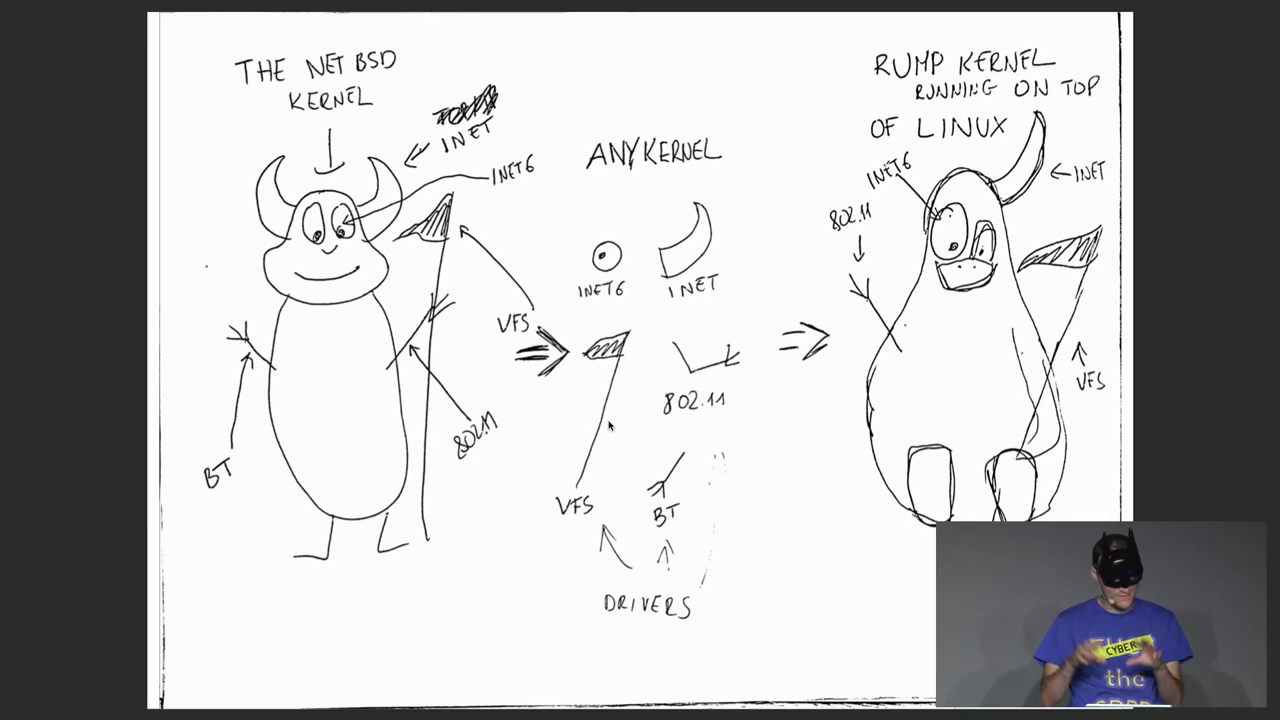 THE NET BSD
KERNEL
INET
INET6
VFS
802.11
BT
ANYKERNEL
INET6
INET
802.11
VFS
BT
DRIVERS
RUMP KERNEL
RUNNING ON TOP
OF LINUX
INET6
INET
802.11
VFS
CYBER
the